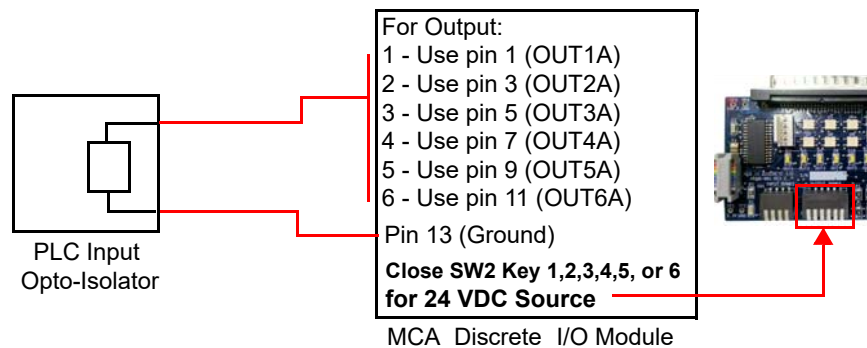 For Output:
1 - Use pin 1 (OUT1A)
2 - Use pin 3 (OUT2A)
3 - Use pin 5 (OUT3A)
4 - Use pin 7 (OUT4A)
5 - Use pin 9 (OUT5A)
6 - Use pin 11 (OUT6A)
Pin 13 (Ground)
Close SW2 Key 1,2,3,4,5, or 6
for 24 VDC Source
PLC Input
Opto-Isolator
MCA Discrete I/O Module